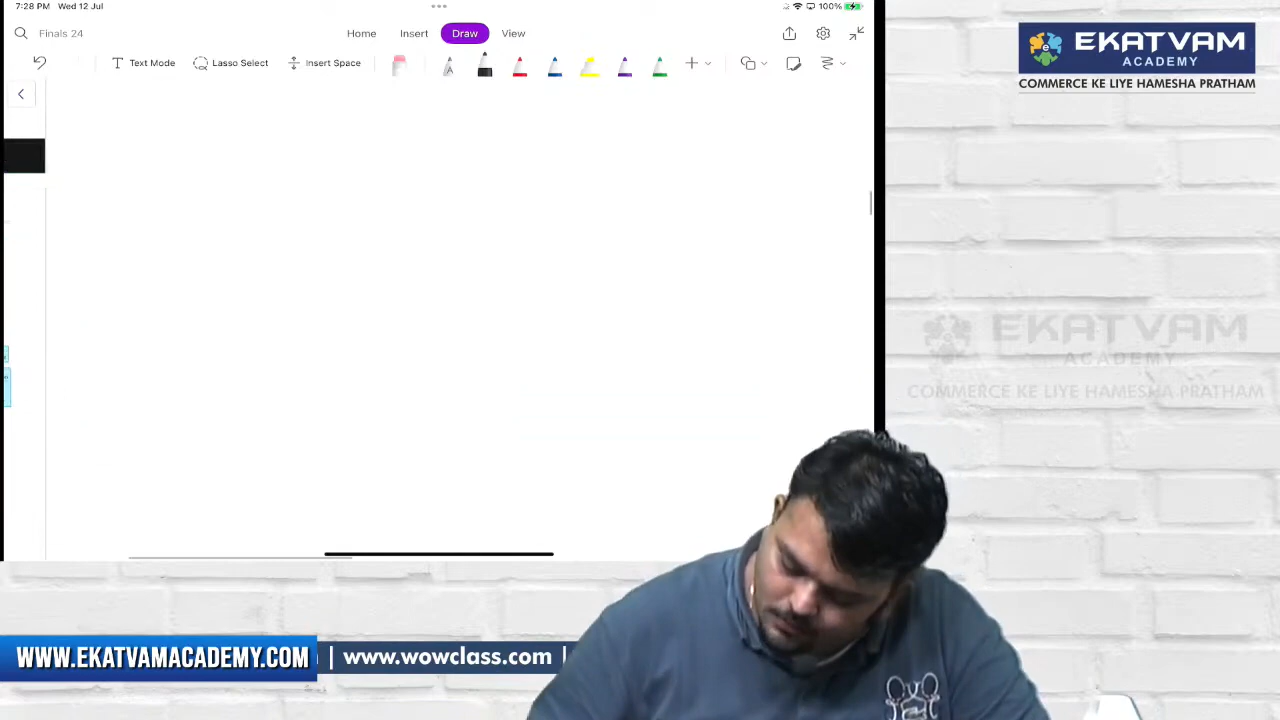 7:28 PM Wed 12 Jul
100%
Finals 24
Home Insert Draw View
Text Mode Lasso Select Insert Space
EKATVAM
ACADEMY
COMMERCE KE LIYE HAMESHA PRATHAM
EKATVAM
ACADEMY
COMMERCE KE LIYE HAMESHA PRATHAM
WWW.EKATVAMACADEMY.COM | www.wowclass.com |